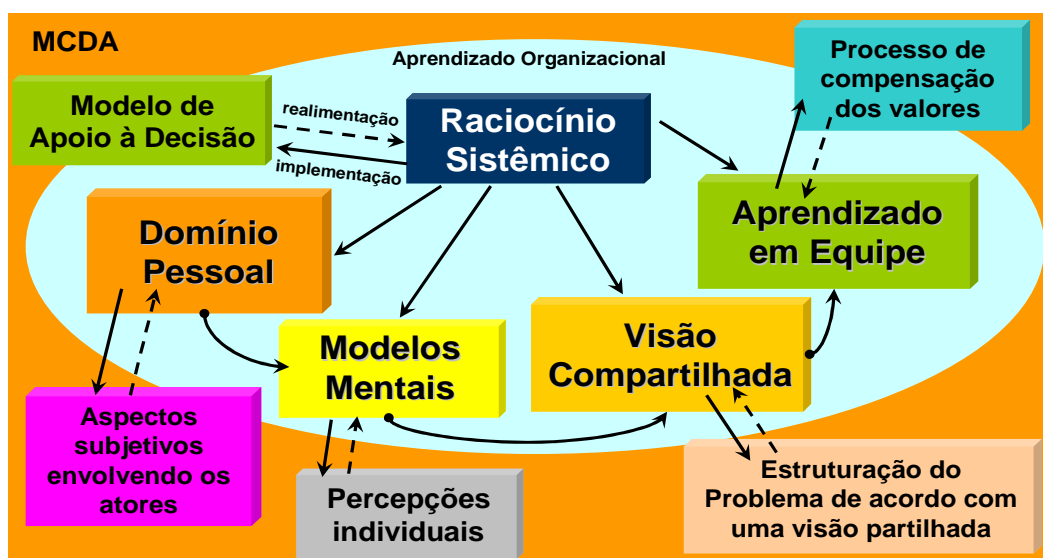 MCDA
Aprendizado Organizacional
Processo de
compensação
dos valores
Modelo de
Apoio à Decisão
realimentação
implementação
Raciocínio
Sistêmico
Domínio
Pessoal
Aprendizado
em Equipe
Modelos
Mentais
Visão
Compartilhada
Aspectos
subjetivos
envolvendo os
atores
Percepções
individuais
Estruturação do
Problema de acordo com
uma visão partilhada